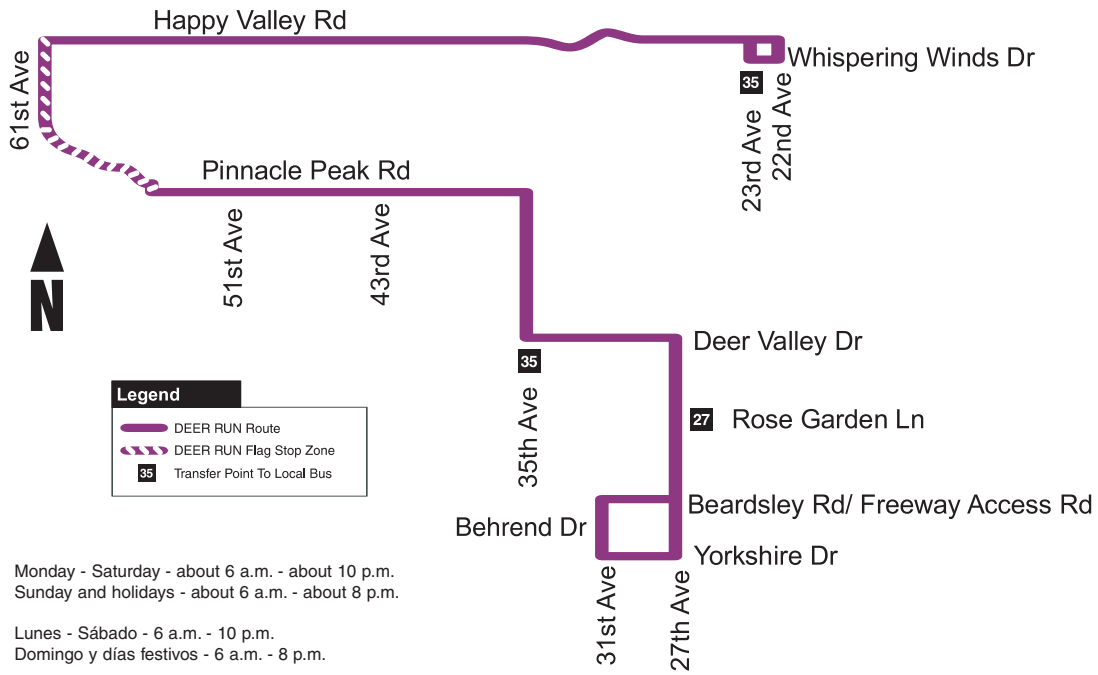 Happy Valley Rd
Whispering Winds Dr
61st Ave
35
23rd Ave
22nd Ave
Pinnacle Peak Rd
51st Ave
43rd Ave
N
Deer Valley Dr
35
35th Ave
27
Rose Garden Ln
Legend
DEER RUN Route
DEER RUN Flag Stop Zone
35 Transfer Point To Local Bus
Beardsley Rd/ Freeway Access Rd
Behrend Dr
Yorkshire Dr
31st Ave
27th Ave
Monday - Saturday - about 6 a.m. - about 10 p.m.
Sunday and holidays - about 6 a.m. - about 8 p.m.
Lunes - Sábado - 6 a.m. - 10 p.m.
Domingo y días festivos - 6 a.m. - 8 p.m.